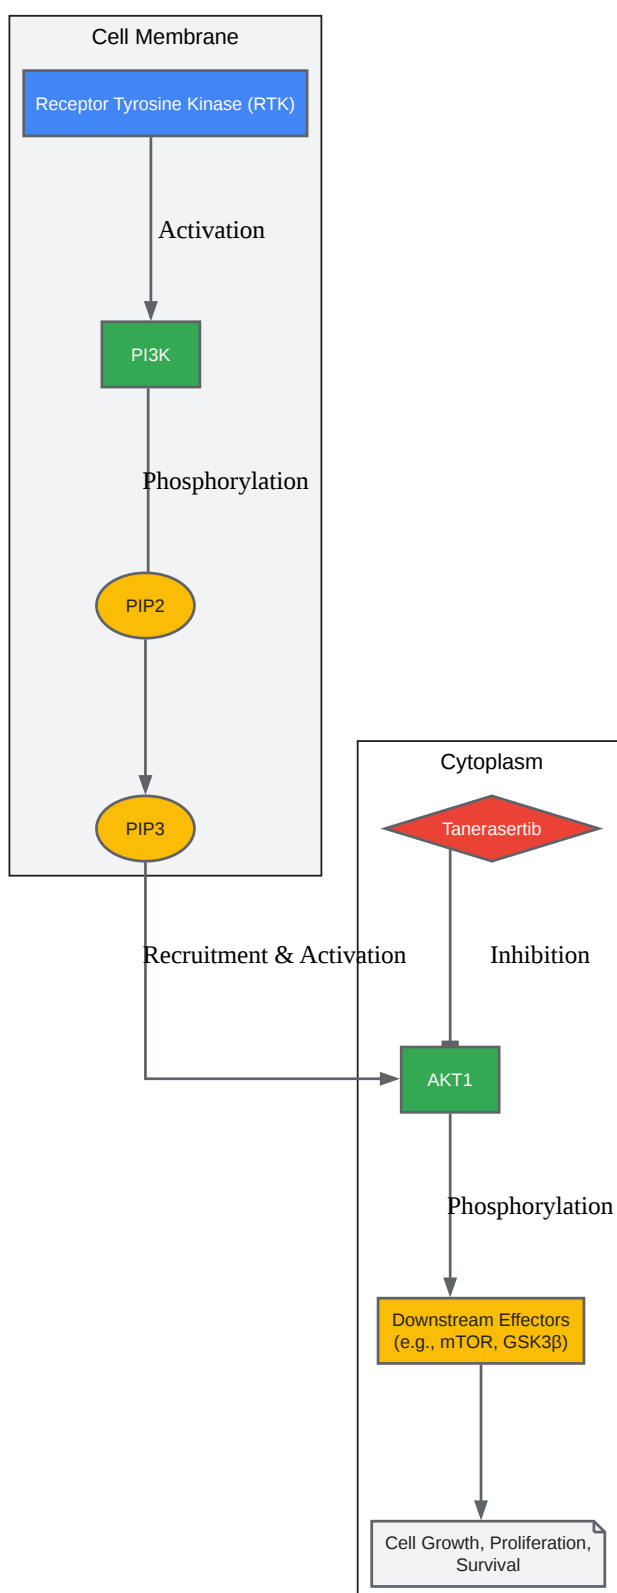 Cell Membrane
Receptor Tyrosine Kinase (RTK)
Activation
PI3K
Phosphorylation
PIP2
PIP3
Cytoplasm
Tanerasertib
Recruitment & Activation
Inhibition
AKT1
Phosphorylation
Downstream Effectors
(e.g., mTOR, GSK3β)
Cell Growth, Proliferation,
Survival